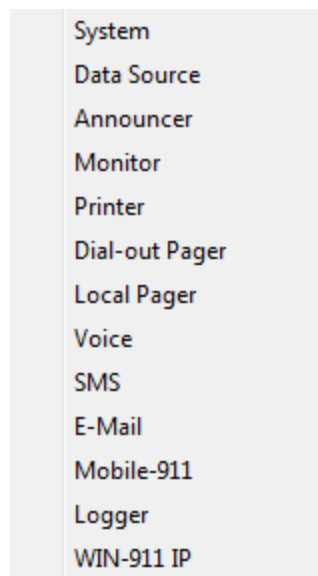 System
Data Source
Announcer
Monitor
Printer
Dial-out Pager
Local Pager
Voice
SMS
E-Mail
Mobile-911
Logger
WIN-911 IP